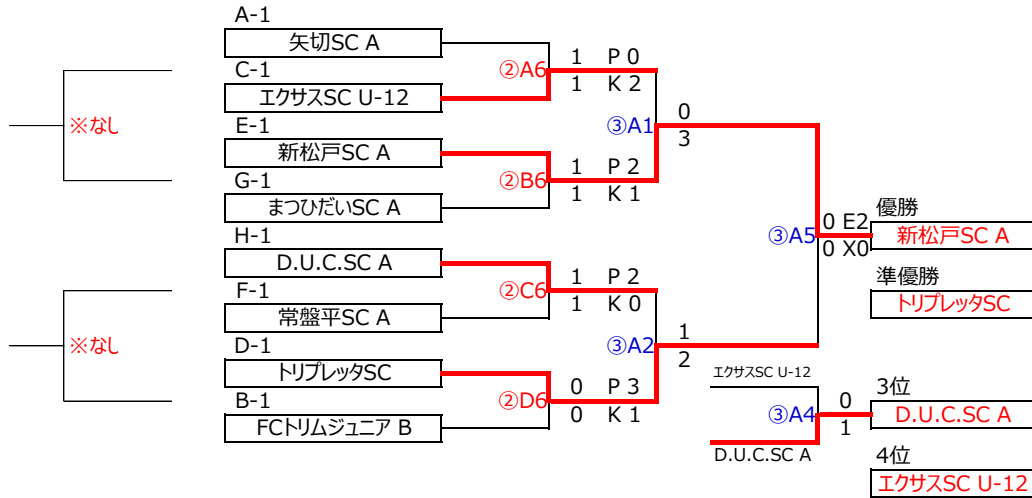 A-1
矢切SC A
C-1
エクサスSC U-12
E-1
新松戸SC A
G-1
まつひだいSC A
H-1
D.U.C.SC A
F-1
常盤平SC A
D-1
トリプレッタSC
B-1
FCトリムジュニア B
※なし
※なし
②A6
1 P 0
1 K 2
②B6
1 P 2
1 K 1
②C6
1 P 2
1 K 0
②D6
0 P 3
0 K 1
③A1
0
3
③A2
1
2
③A5
0 E2
0 X0
優勝
新松戸SC A
準優勝
トリプレッタSC
エクサスSC U-12
③A4
0
1
D.U.C.SC A
3位
D.U.C.SC A
4位
エクサスSC U-12